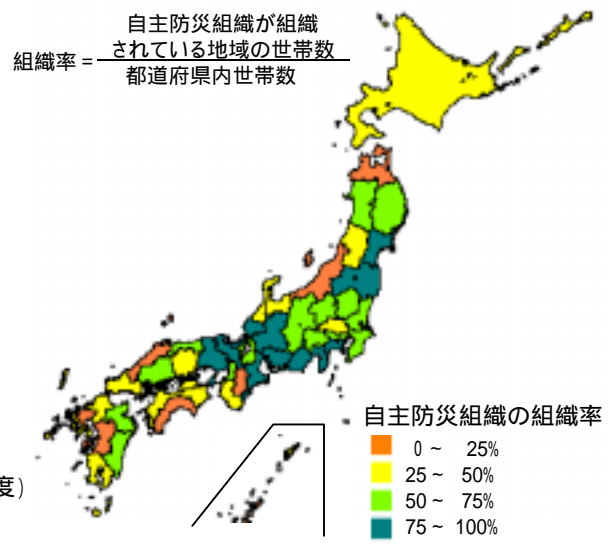 自主防災組織が組織
されている地域の世帯数
組織率 =
都道府県内世帯数
自主防災組織の組織率
0 ~ 25%
25 ~ 50%
50 ~ 75%
75 ~ 100%
度)